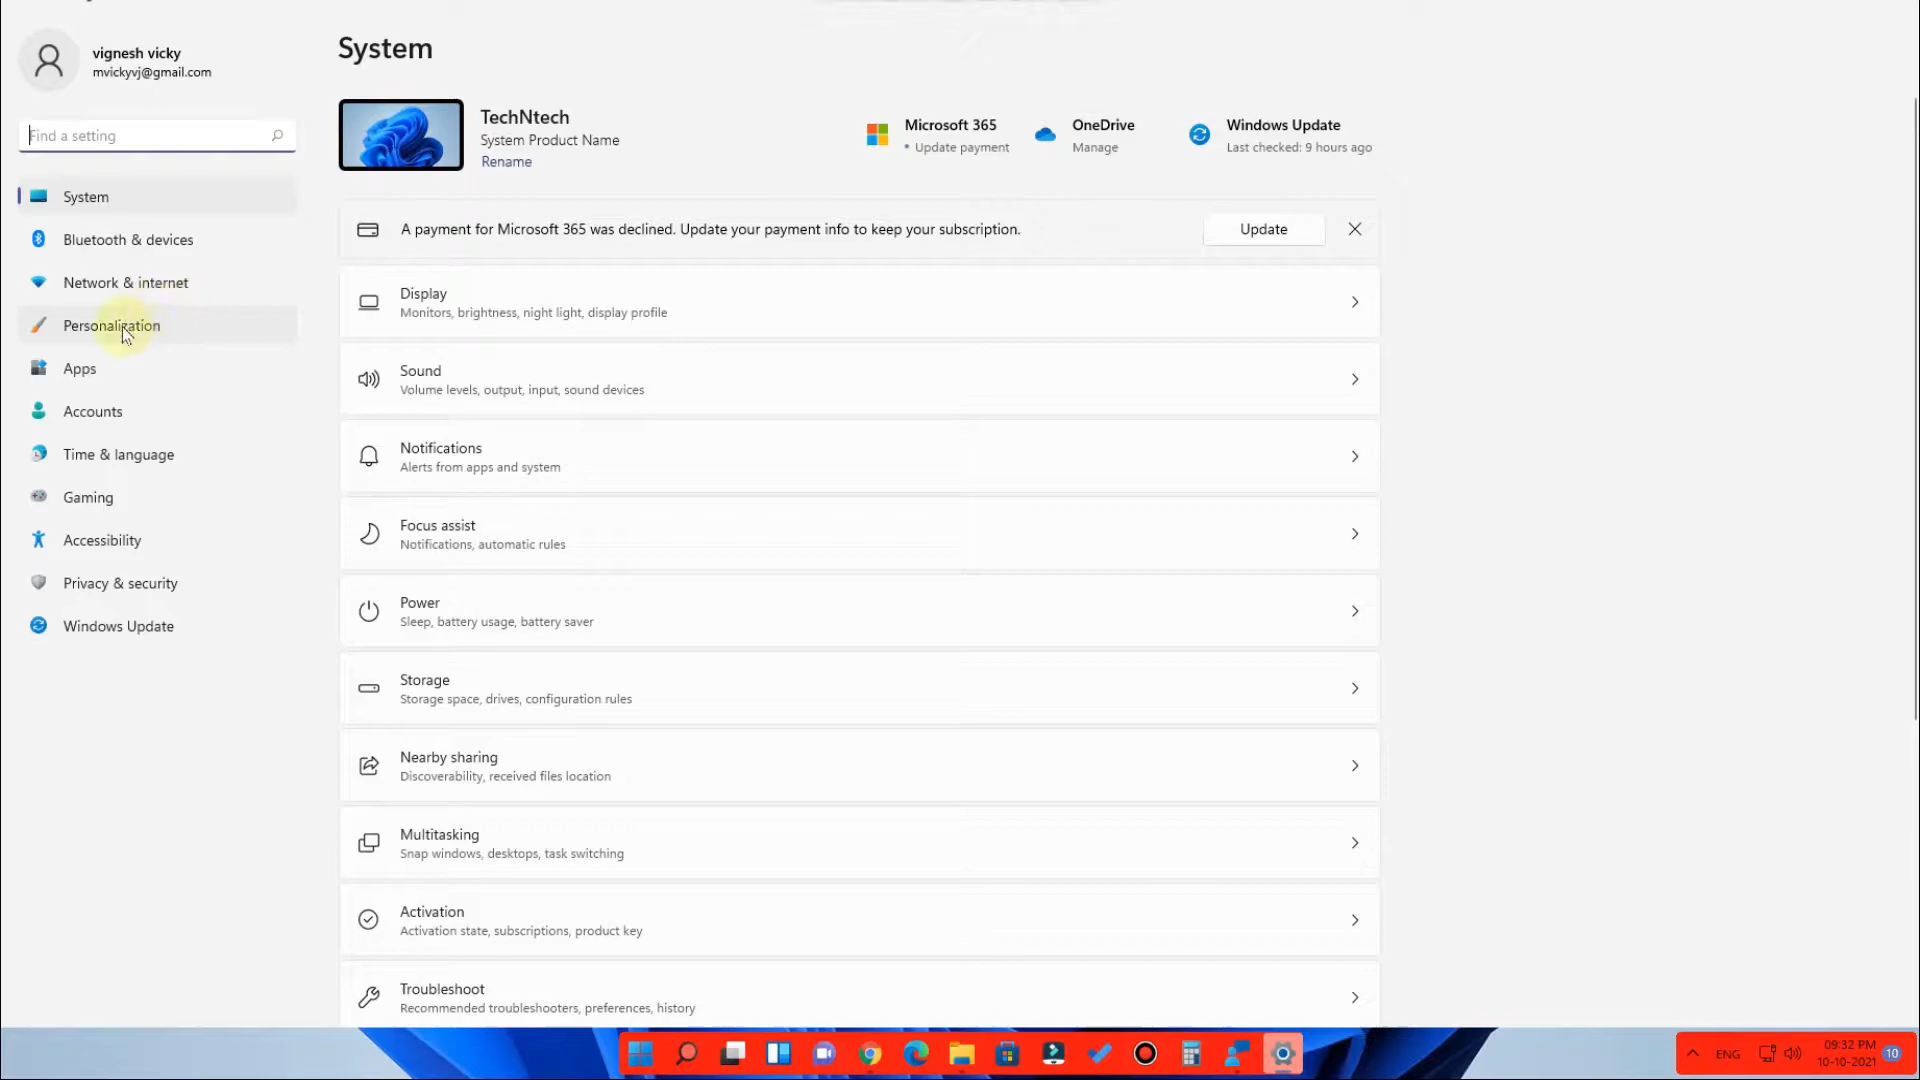 vignesh vicky
mvickyvj@gmail.com
Find a setting
System
Bluetooth & devices
Network & internet
Personalization
Apps
Accounts
Time & language
Gaming
Accessibility
Privacy & security
Windows Update
System
TechNtech
System Product Name
Rename
Microsoft 365
• Update payment
OneDrive
Manage
Windows Update
Last checked: 9 hours ago
A payment for Microsoft 365 was declined. Update your payment info to keep your subscription.
Update
Display
Monitors, brightness, night light, display profile
Sound
Volume levels, output, input, sound devices
Notifications
Alerts from apps and system
Focus assist
Notifications, automatic rules
Power
Sleep, battery usage, battery saver
Storage
Storage space, drives, configuration rules
Nearby sharing
Discoverability, received files location
Multitasking
Snap windows, desktops, task switching
Activation
Activation state, subscriptions, product key
Troubleshoot
Recommended troubleshooters, preferences, history
ENG
09:32 PM
10-10-2021
10